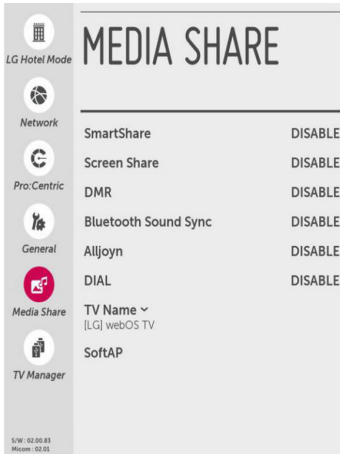 MEDIA SHARE
LG Hotel Mode
Network
Pro:Centric
General
Media Share
TV Manager
S/W : 02.00.83
Micom : 02.01
SmartShare DISABLE
Screen Share DISABLE
DMR DISABLE
Bluetooth Sound Sync DISABLE
Alljoyn DISABLE
DIAL DISABLE
TV Name
[LG] webOS TV
SoftAP